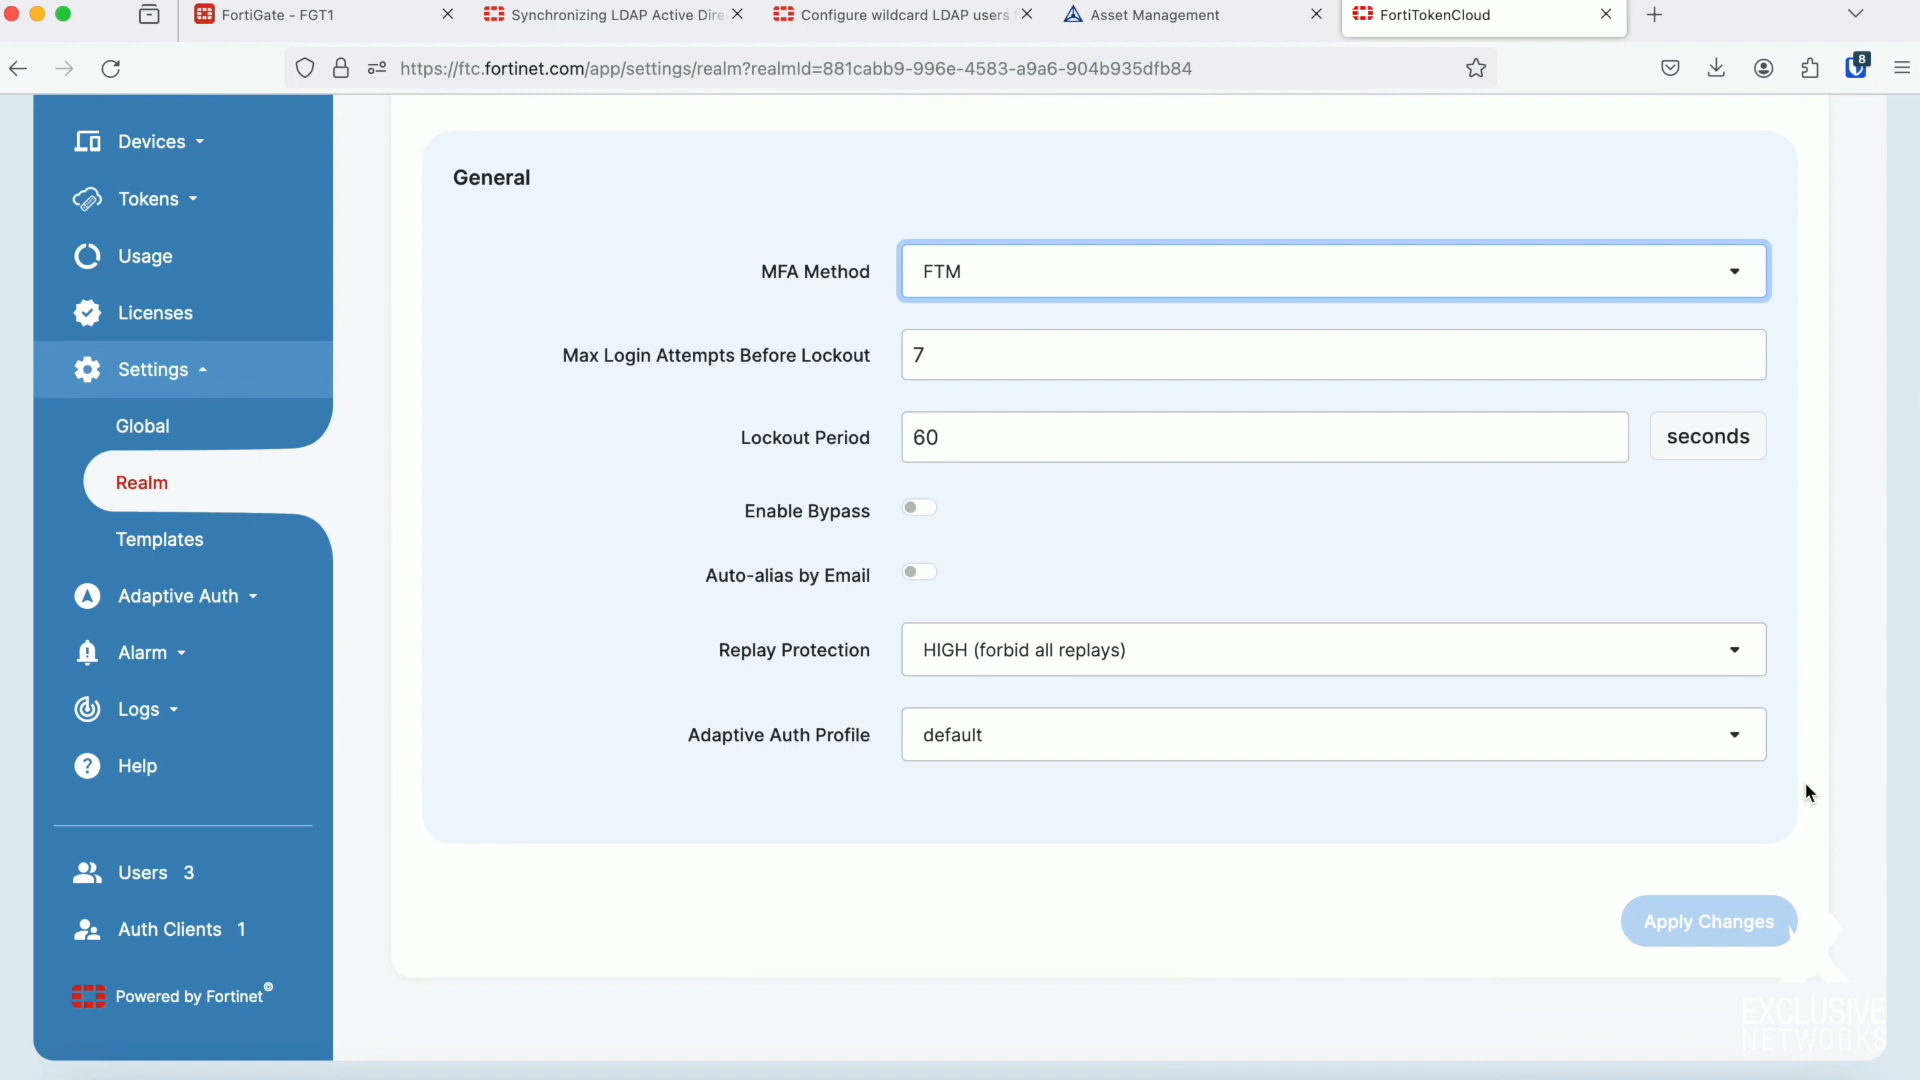 FortiGate - FGT1
Synchronizing LDAP Active Dire
Configure wildcard LDAP users
Asset Management
FortiTokenCloud
https://ftc.fortinet.com/app/settings/realm?realmId=881cabb9-996e-4583-a9a6-904b935dfb84
8
Devices
Tokens
Usage
Licenses
Settings
Global
Realm
Templates
Adaptive Auth
Alarm
Logs
Help
Users 3
Auth Clients 1
Powered by Fortinet©
General
MFA Method
FTM
Max Login Attempts Before Lockout
7
Lockout Period
60
seconds
Enable Bypass
Auto-alias by Email
Replay Protection
HIGH (forbid all replays)
Adaptive Auth Profile
default
Apply Changes
EXCLUSIVE
NETWORKS